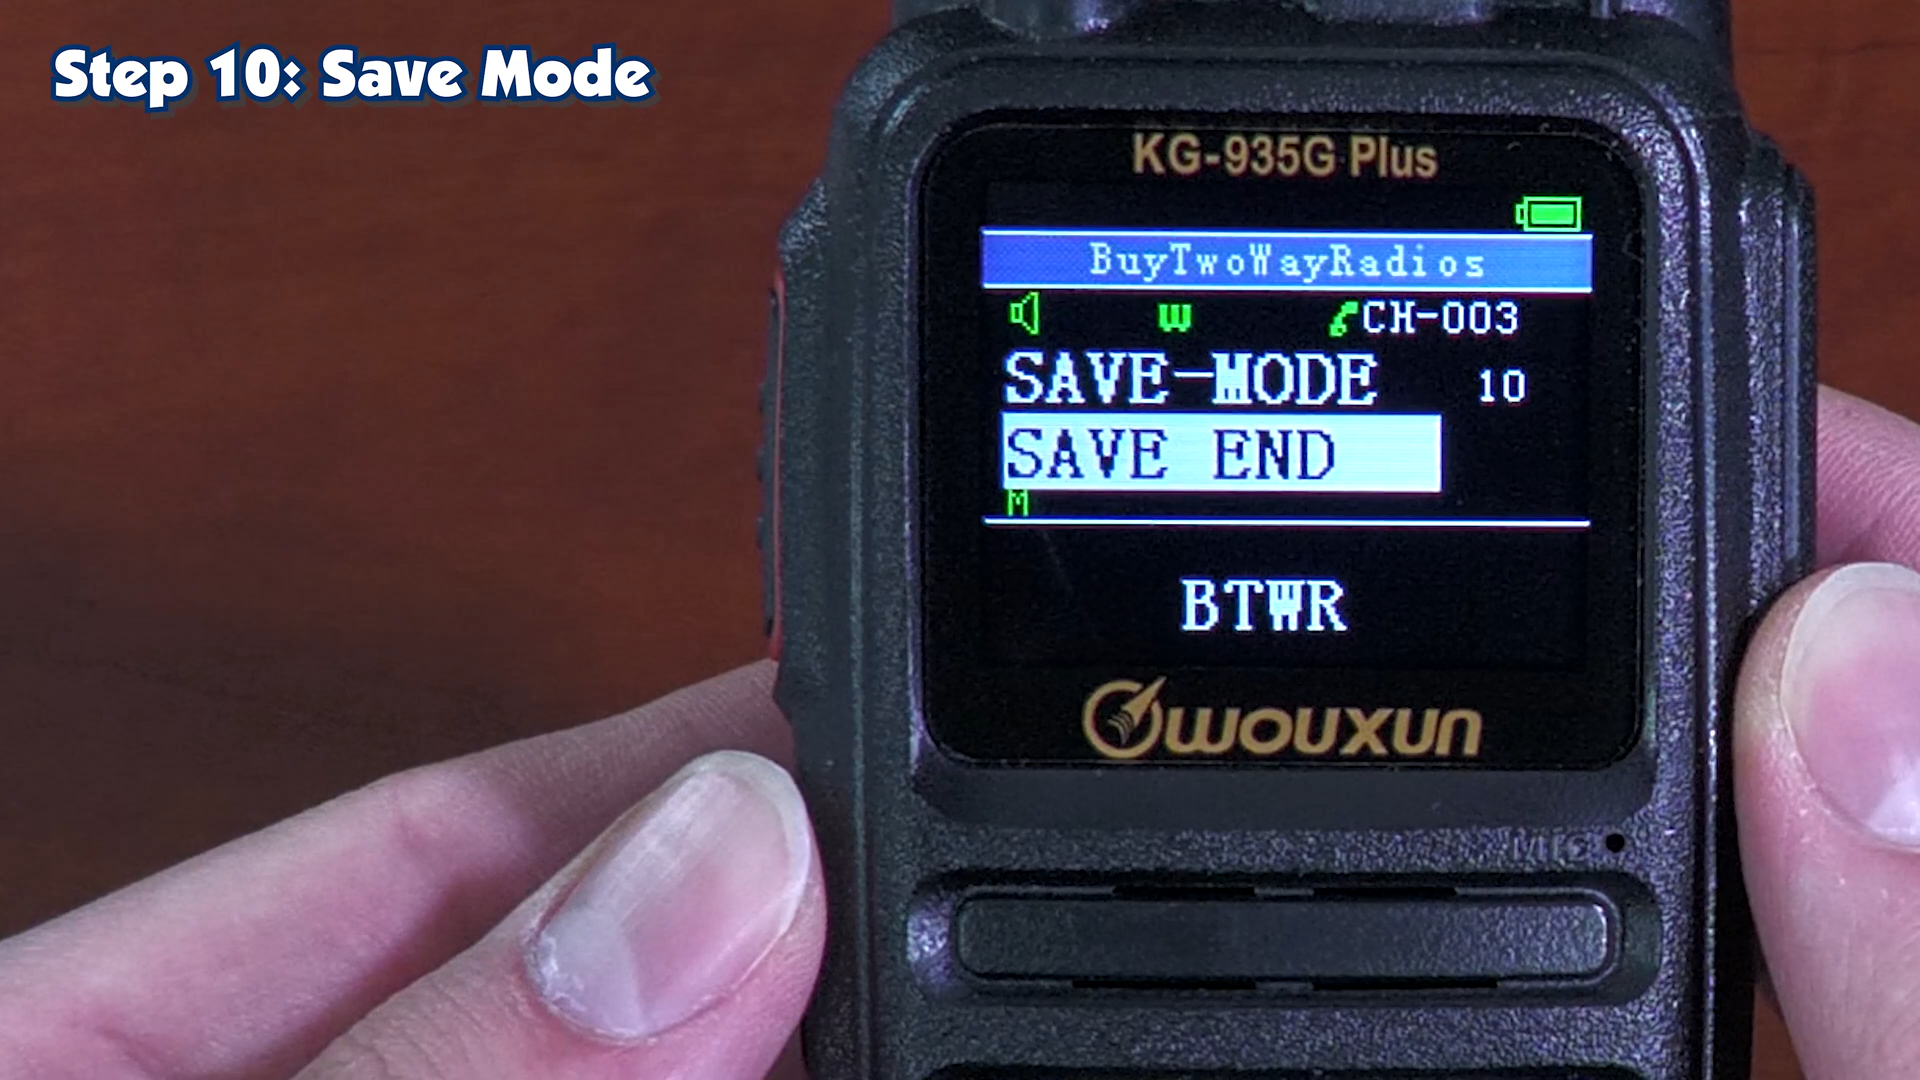 Step 10: Save Mode
KG-935G Plus
BuyTwoWayRadios
W CH-003
SAVE-MODE 10
SAVE END
M
BTWR
WOUXUN
MIC